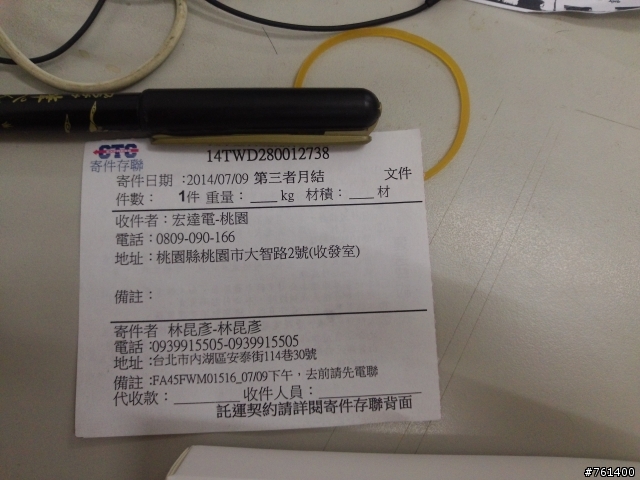 CTC
寄件存聯
14TWD280012738
寄件日期：2014/07/09 第三者月結 文件
件數： 1件 重量：___ kg 材積：___ 材
收件者：宏達電-桃園
電話：0809-090-166
地址：桃園縣桃園市大智路2號(收發室)
備註：
寄件者 林昆彥-林昆彥
電話：0939915505-0939915505
地址：台北市內湖區安泰街114巷30號
備註：FA45FWM01516_07/09下午，去前請先電聯
代收款：__________ 收件人員：__________
託運契約請詳閱寄件存聯背面
#761400